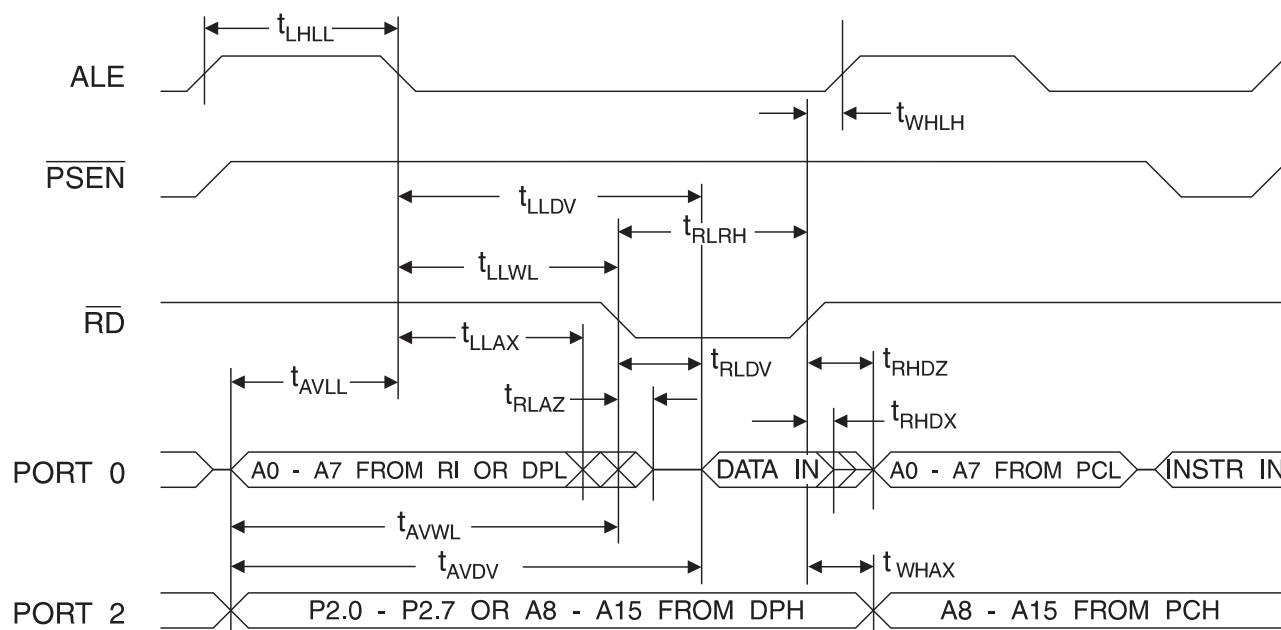 tLHLL
ALE
tWHLH
PSEN
tLLDV
tRLRH
tLLWL
RD
tLLAX
tRLDV
tRHDZ
tAVLL
tRLAZ
tRHDX
PORT 0
A0 - A7 FROM RI OR DPL
DATA IN
A0 - A7 FROM PCL
INSTR IN
tAVWL
tAVDV
tWHAX
PORT 2
P2.0 - P2.7 OR A8 - A15 FROM DPH
A8 - A15 FROM PCH